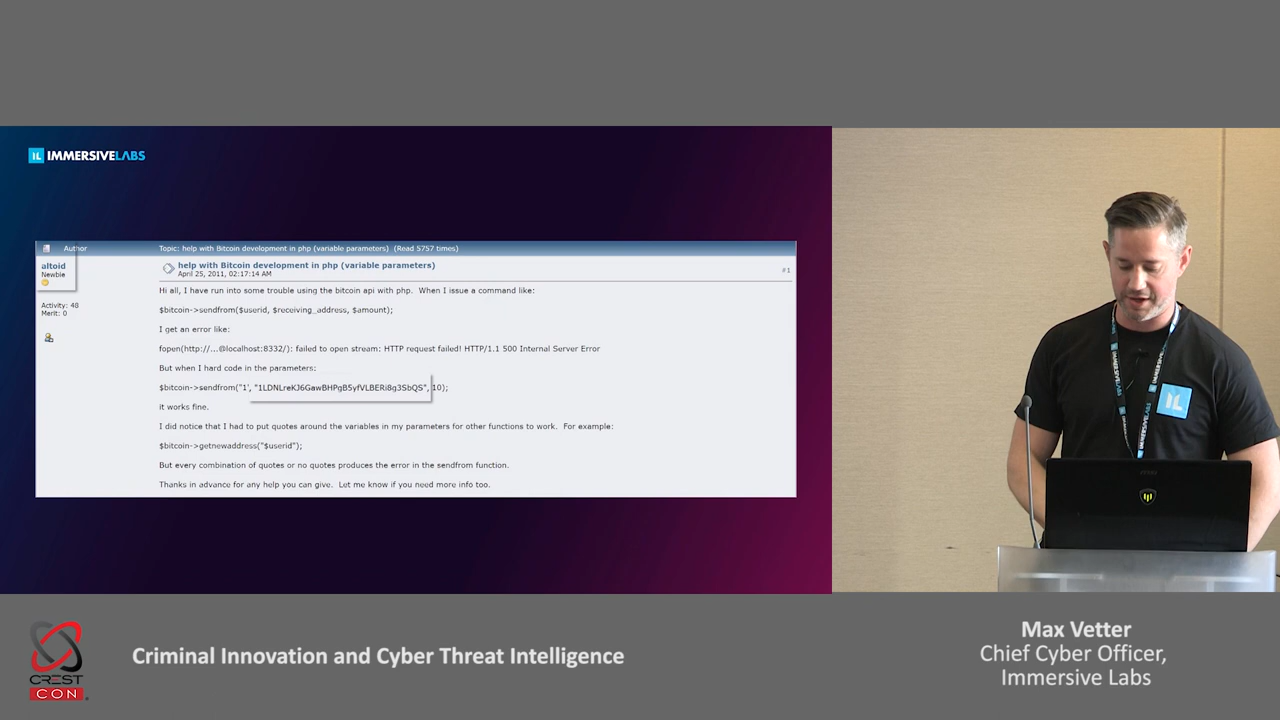 IL IMMERSIVELABS
Author
Topic: help with Bitcoin development in php (variable parameters) (Read 5757 times)
altoid
Newbie
Activity: 48
Merit: 0
help with Bitcoin development in php (variable parameters)
April 25, 2011, 02:17:14 AM
#1
Hi all, I have run into some trouble using the bitcoin api with php. When I issue a command like:
$bitcoin->sendfrom($userid, $receiving_address, $amount);
I get an error like:
fopen(http://...@localhost:8332/): failed to open stream: HTTP request failed! HTTP/1.1 500 Internal Server Error
But when I hard code in the parameters:
$bitcoin->sendfrom("1", "1LDNLreKJ6GawBHPgB5yfVLBERi8g3SbQS", 10);
it works fine.
I did notice that I had to put quotes around the variables in my parameters for other functions to work. For example:
$bitcoin->getnewaddress("$userid");
But every combination of quotes or no quotes produces the error in the sendfrom function.
Thanks in advance for any help you can give. Let me know if you need more info too.
IL
CREST
CON
Criminal Innovation and Cyber Threat Intelligence
Max Vetter
Chief Cyber Officer,
Immersive Labs